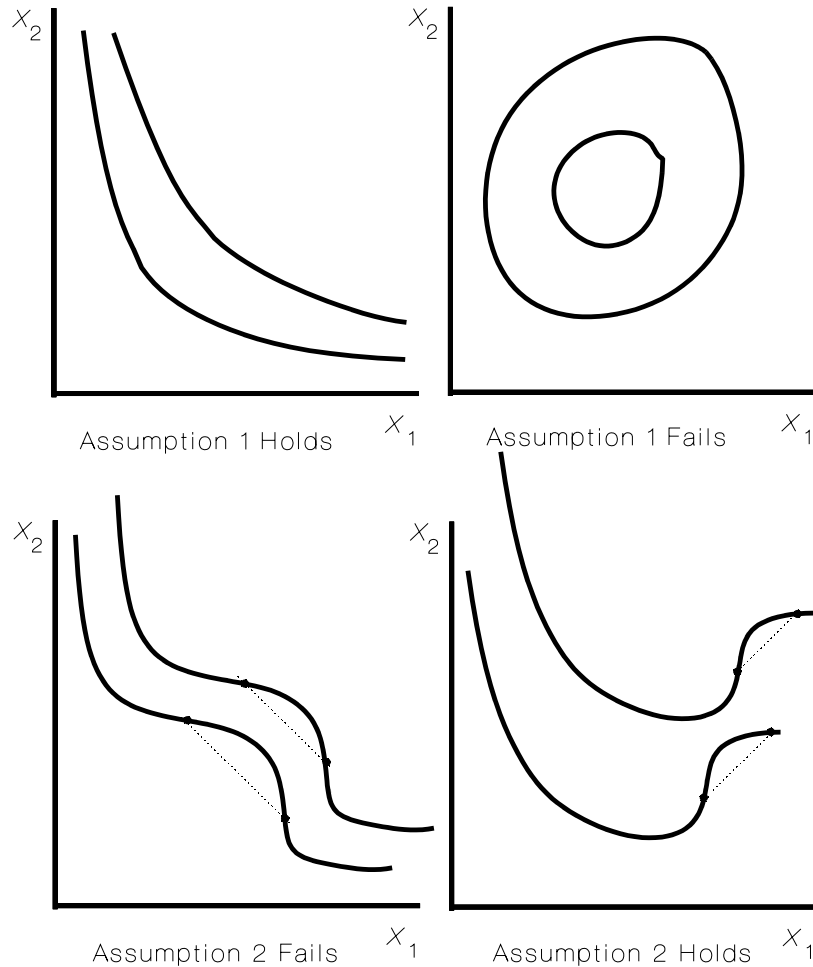 X2
X1
Assumption 1 Holds
X2
X1
Assumption 1 Fails
X2
X1
Assumption 2 Fails
X2
X1
Assumption 2 Holds